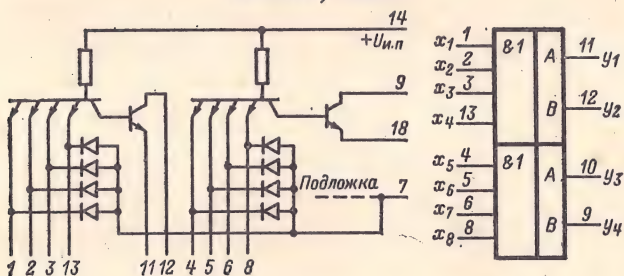 14
+Uи.п
9
18
Подложка 7
1 2 3 13 11 12 4 5 6 8
x1 1 &1 A 11 y1
x2 2
x3 3 B 12 y2
x4 13
x5 4 &1 A 10 y3
x6 5
x7 6 B 9 y4
x8 8